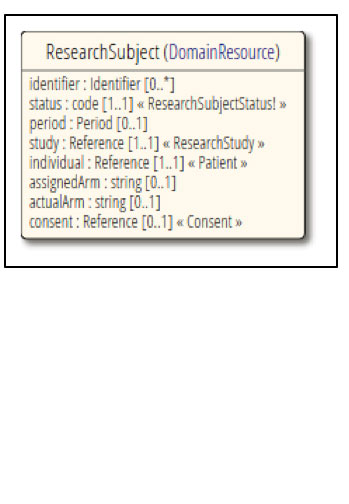 ResearchSubject (DomainResource)
identifier : Identifier [0..*]
status : code [1..1] « ResearchSubjectStatus! »
period : Period [0..1]
study : Reference [1..1] « ResearchStudy »
individual : Reference [1..1] « Patient »
assignedArm : string [0..1]
actualArm : string [0..1]
consent : Reference [0..1] « Consent »